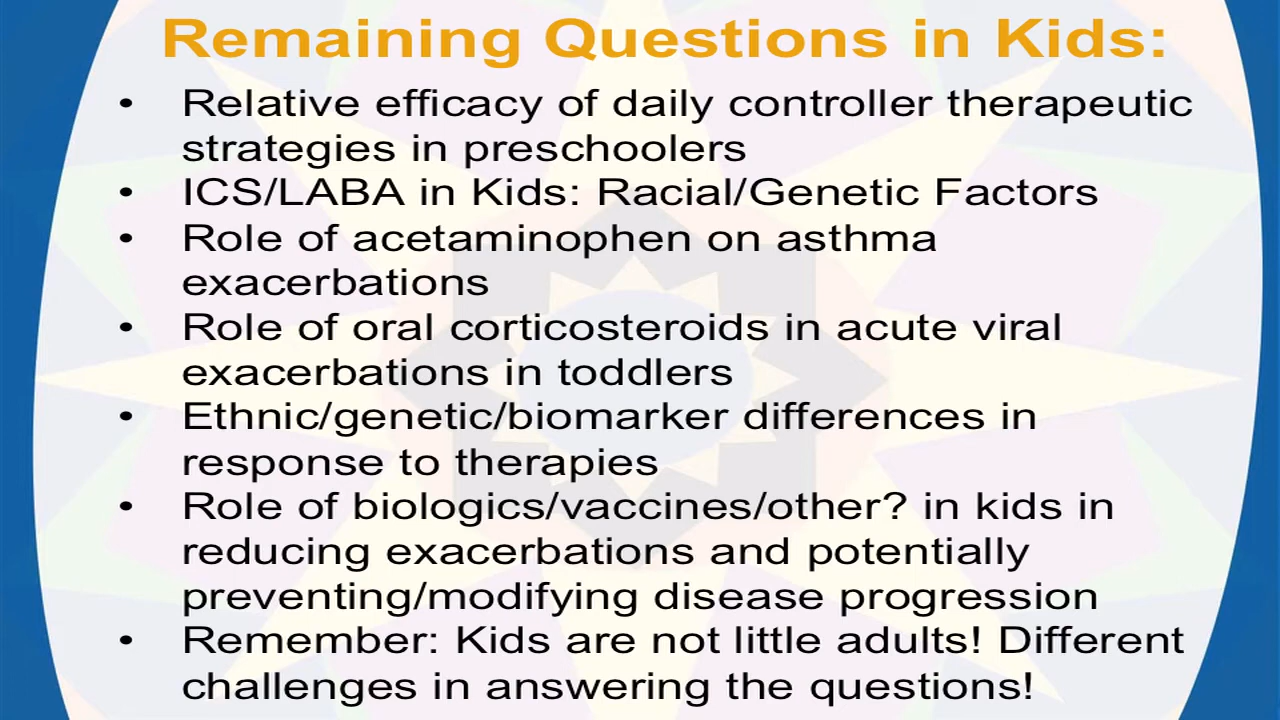 Remaining Questions in Kids:
• Relative efficacy of daily controller therapeutic
strategies in preschoolers
• ICS/LABA in Kids: Racial/Genetic Factors
• Role of acetaminophen on asthma
exacerbations
• Role of oral corticosteroids in acute viral
exacerbations in toddlers
• Ethnic/genetic/biomarker differences in
response to therapies
• Role of biologics/vaccines/other? in kids in
reducing exacerbations and potentially
preventing/modifying disease progression
• Remember: Kids are not little adults! Different
challenges in answering the questions!